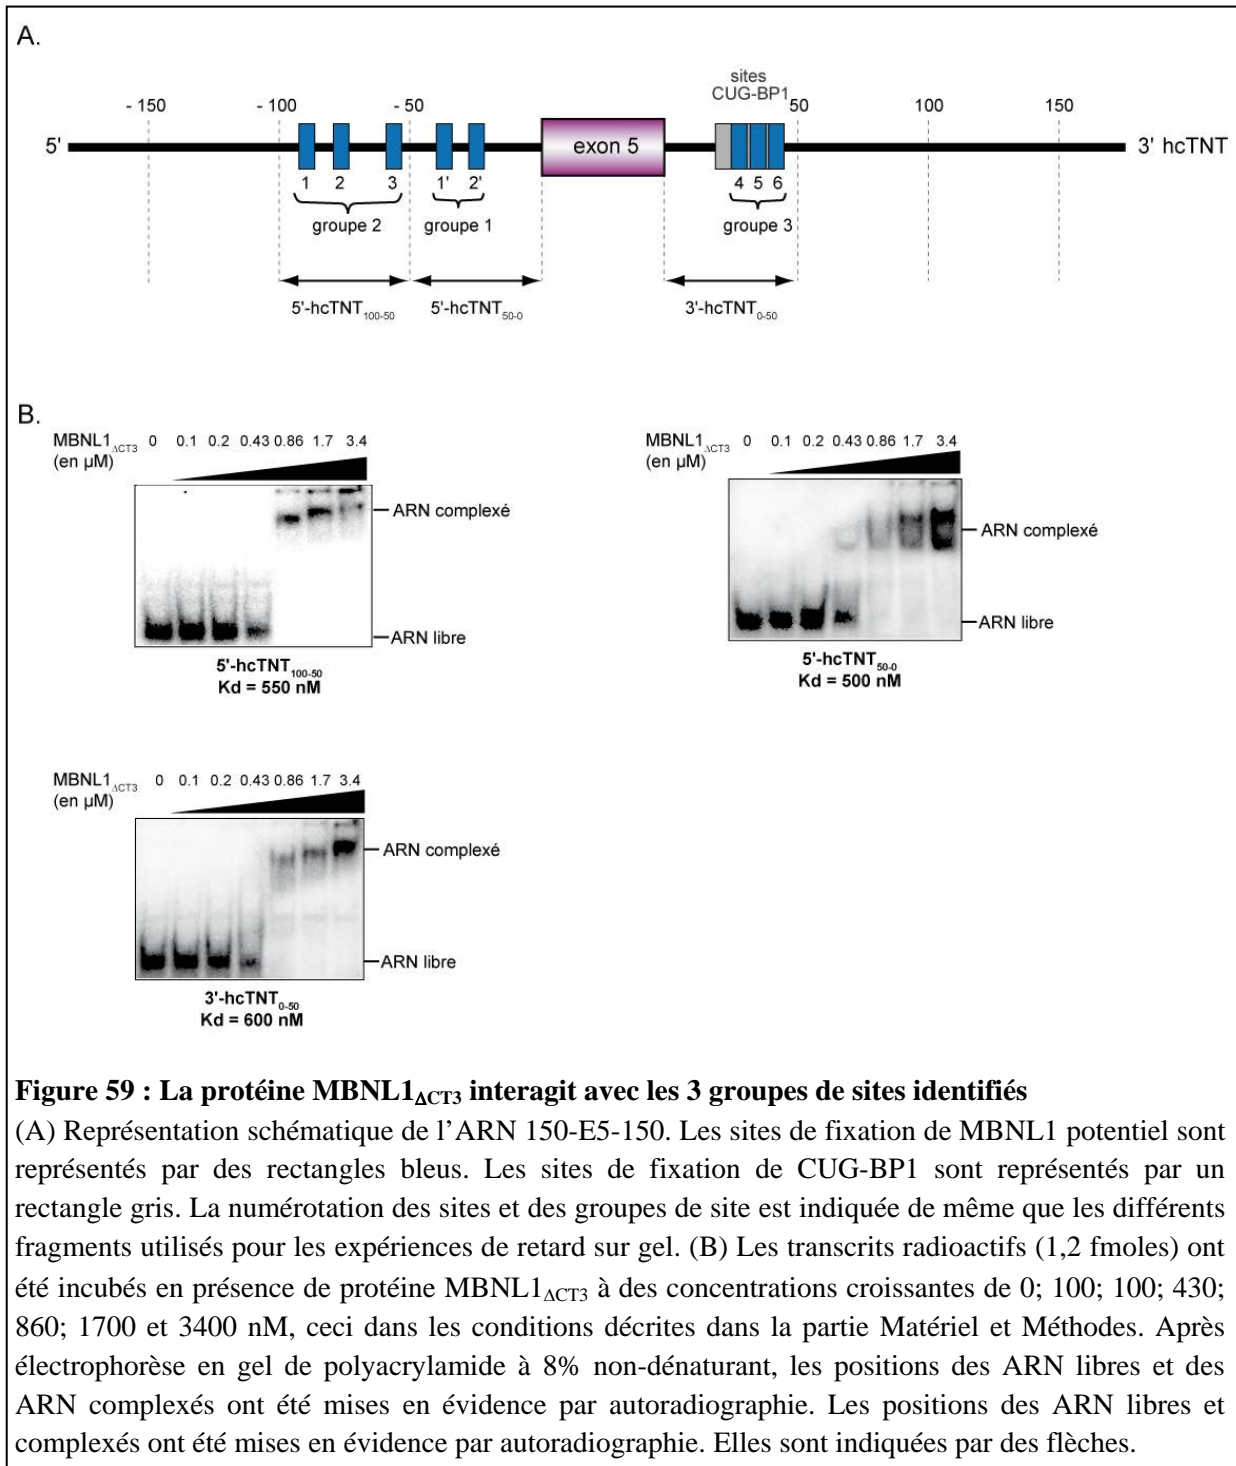 A.
sites
CUG-BP1
- 150
- 100
- 50
50
100
150
5'
exon 5
3' hcTNT
1
2
3
1'
2'
4
5
6
groupe 2
groupe 1
groupe 3
5'-hcTNT100-50
5'-hcTNT50-0
3'-hcTNT0-50
B.
MBNL1ΔCT3 0 0.1 0.2 0.43 0.86 1.7 3.4
(en µM)
ARN complexé
ARN libre
5'-hcTNT100-50
Kd = 550 nM
MBNL1ΔCT3 0 0.1 0.2 0.43 0.86 1.7 3.4
(en µM)
ARN complexé
ARN libre
5'-hcTNT50-0
Kd = 500 nM
MBNL1ΔCT3 0 0.1 0.2 0.43 0.86 1.7 3.4
(en µM)
ARN complexé
ARN libre
3'-hcTNT0-50
Kd = 600 nM
Figure 59 : La protéine MBNL1ΔCT3 interagit avec les 3 groupes de sites identifiés
(A) Représentation schématique de l'ARN 150-E5-150. Les sites de fixation de MBNL1 potentiel sont
représentés par des rectangles bleus. Les sites de fixation de CUG-BP1 sont représentés par un
rectangle gris. La numérotation des sites et des groupes de site est indiquée de même que les différents
fragments utilisés pour les expériences de retard sur gel. (B) Les transcrits radioactifs (1,2 fmoles) ont
été incubés en présence de protéine MBNL1ΔCT3 à des concentrations croissantes de 0; 100; 100; 430;
860; 1700 et 3400 nM, ceci dans les conditions décrites dans la partie Matériel et Méthodes. Après
électrophorèse en gel de polyacrylamide à 8% non-dénaturant, les positions des ARN libres et des
ARN complexés ont été mises en évidence par autoradiographie. Les positions des ARN libres et
complexés ont été mises en évidence par autoradiographie. Elles sont indiquées par des flèches.